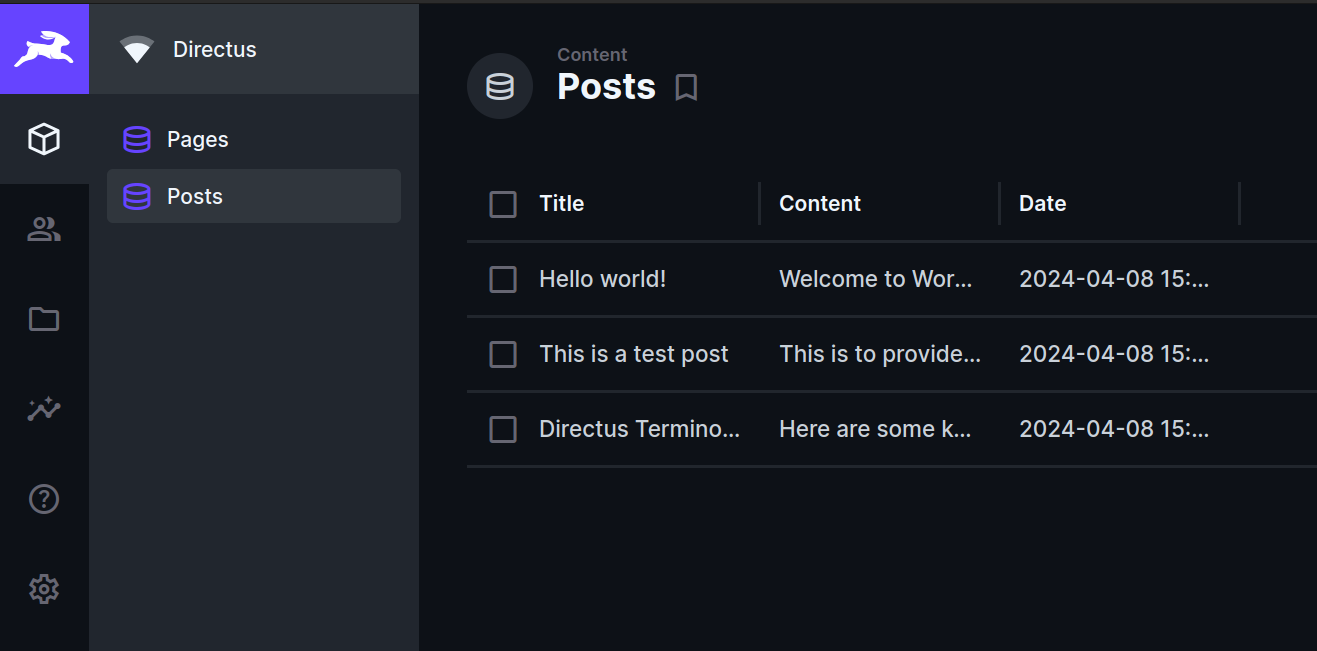 Directus
Pages
Posts
Content
Posts
Title Content Date
Hello world! Welcome to Wor... 2024-04-08 15:...
This is a test post This is to provide... 2024-04-08 15:...
Directus Termino... Here are some k... 2024-04-08 15:...